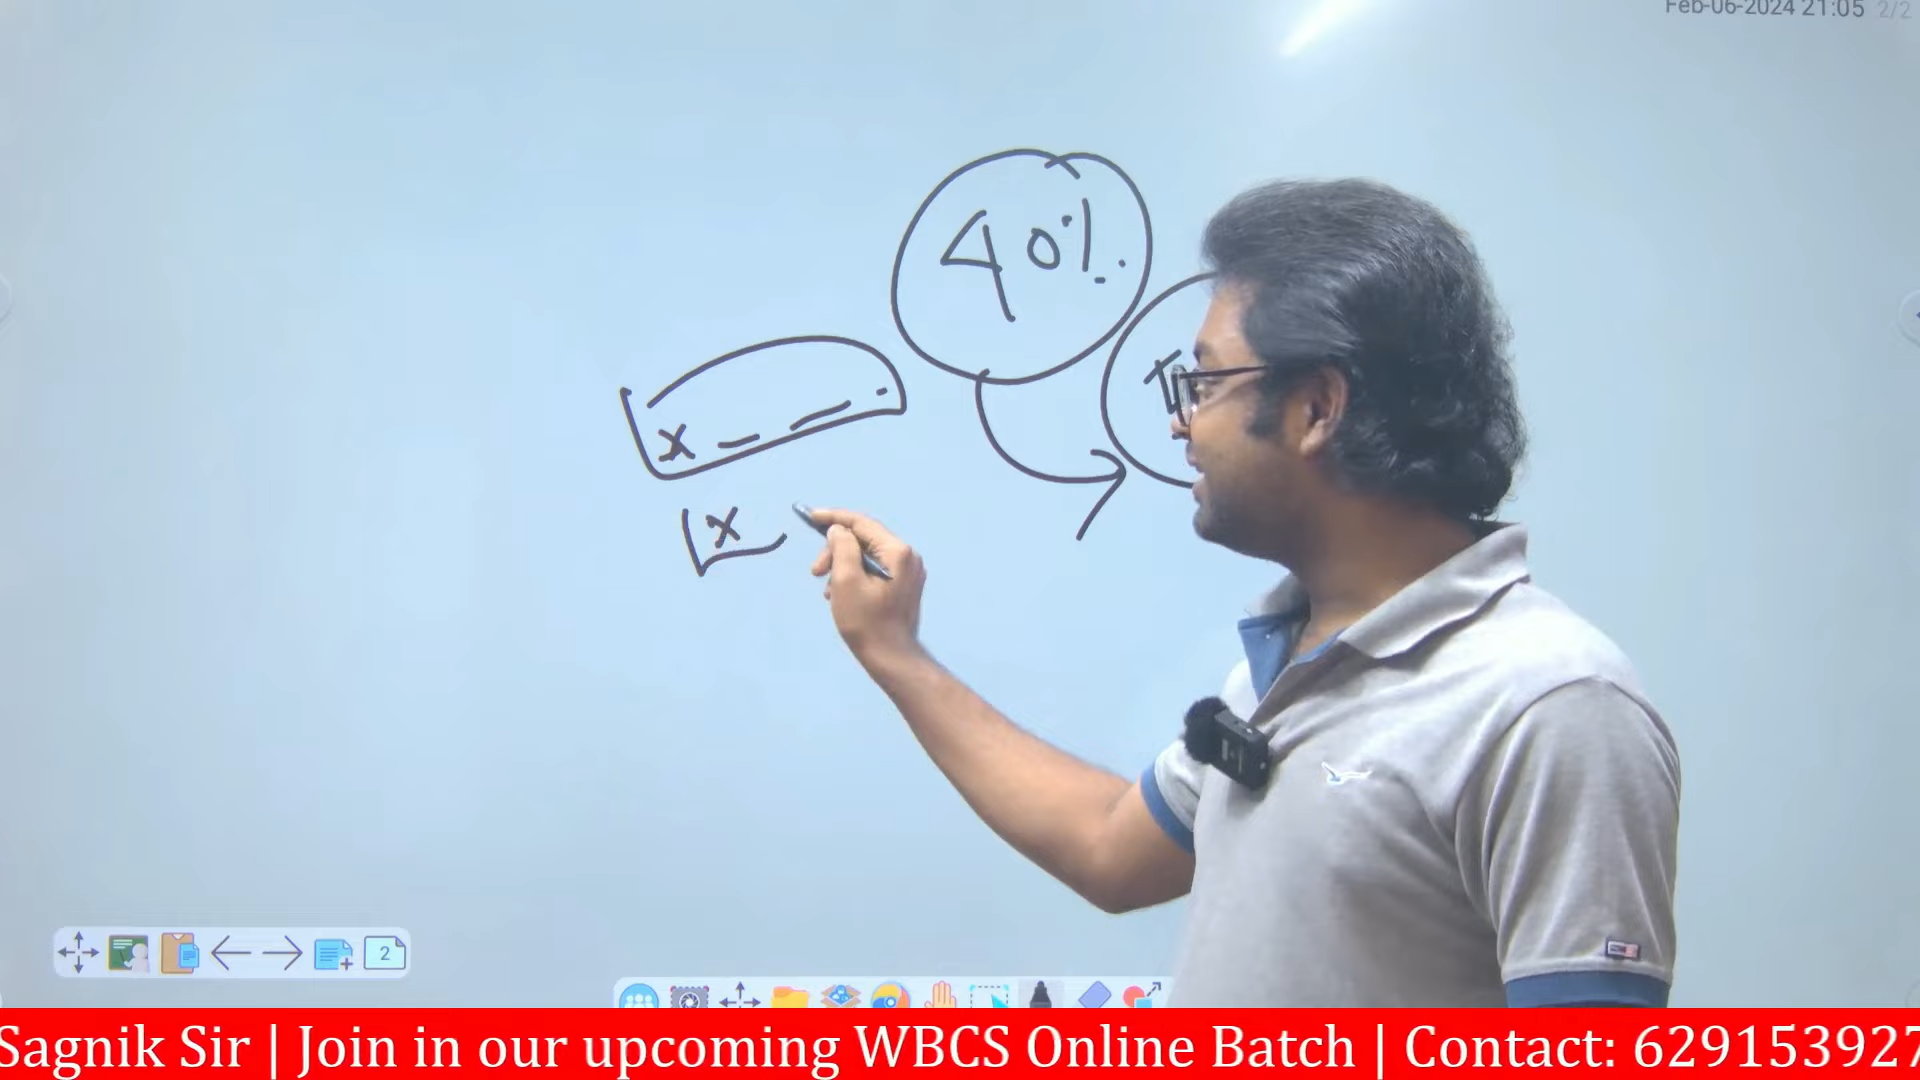 Feb-06-2024 21:05 2/2
40%.
x _ _ .
x
2
Sagnik Sir | Join in our upcoming WBCS Online Batch | Contact: 629153927